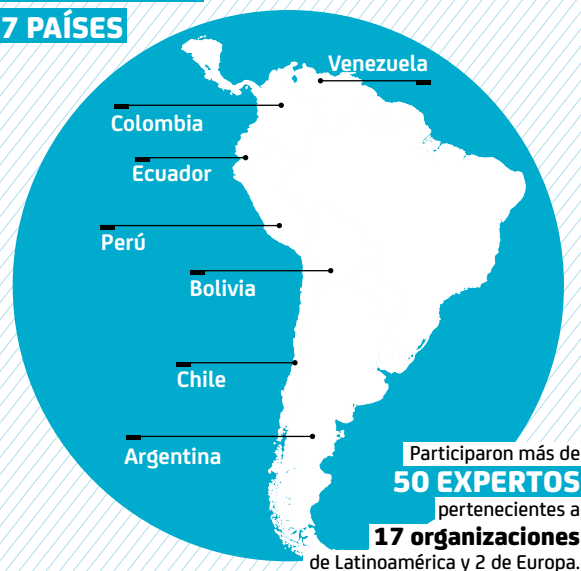 7 PAÍSES
Venezuela
Colombia
Ecuador
Perú
Bolivia
Chile
Argentina
Participaron más de
50 EXPERTOS
pertenecientes a
17 organizaciones
de Latinoamérica y 2 de Europa.